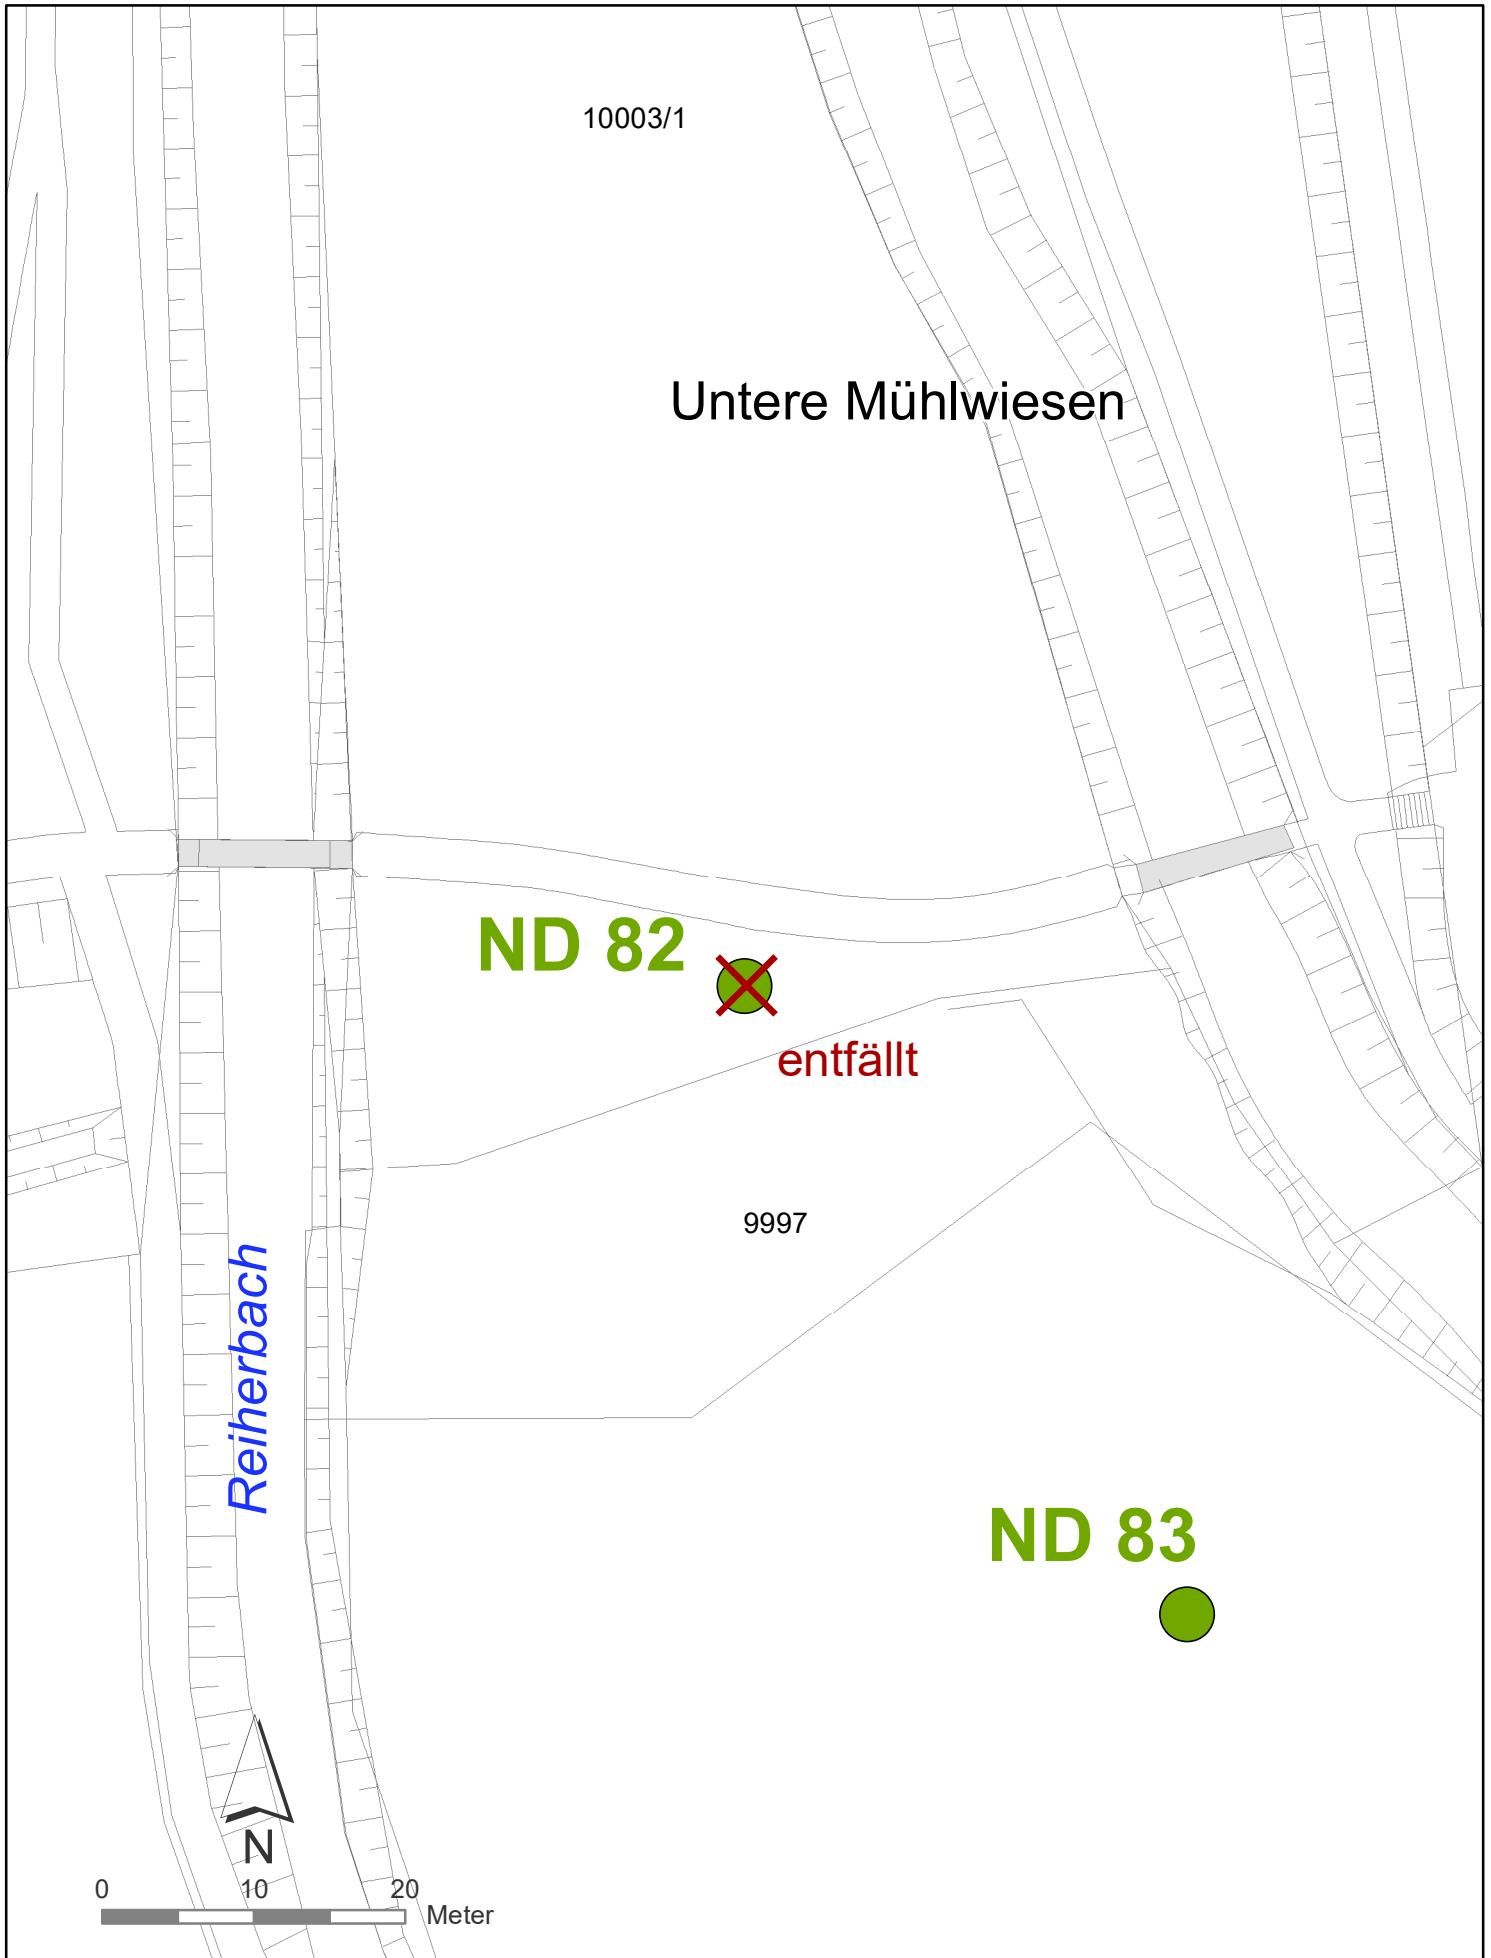 10003/1
Untere Mühlwiesen
ND 82
entfällt
9997
Reiherbach
ND 83
N
0 10 20
Meter